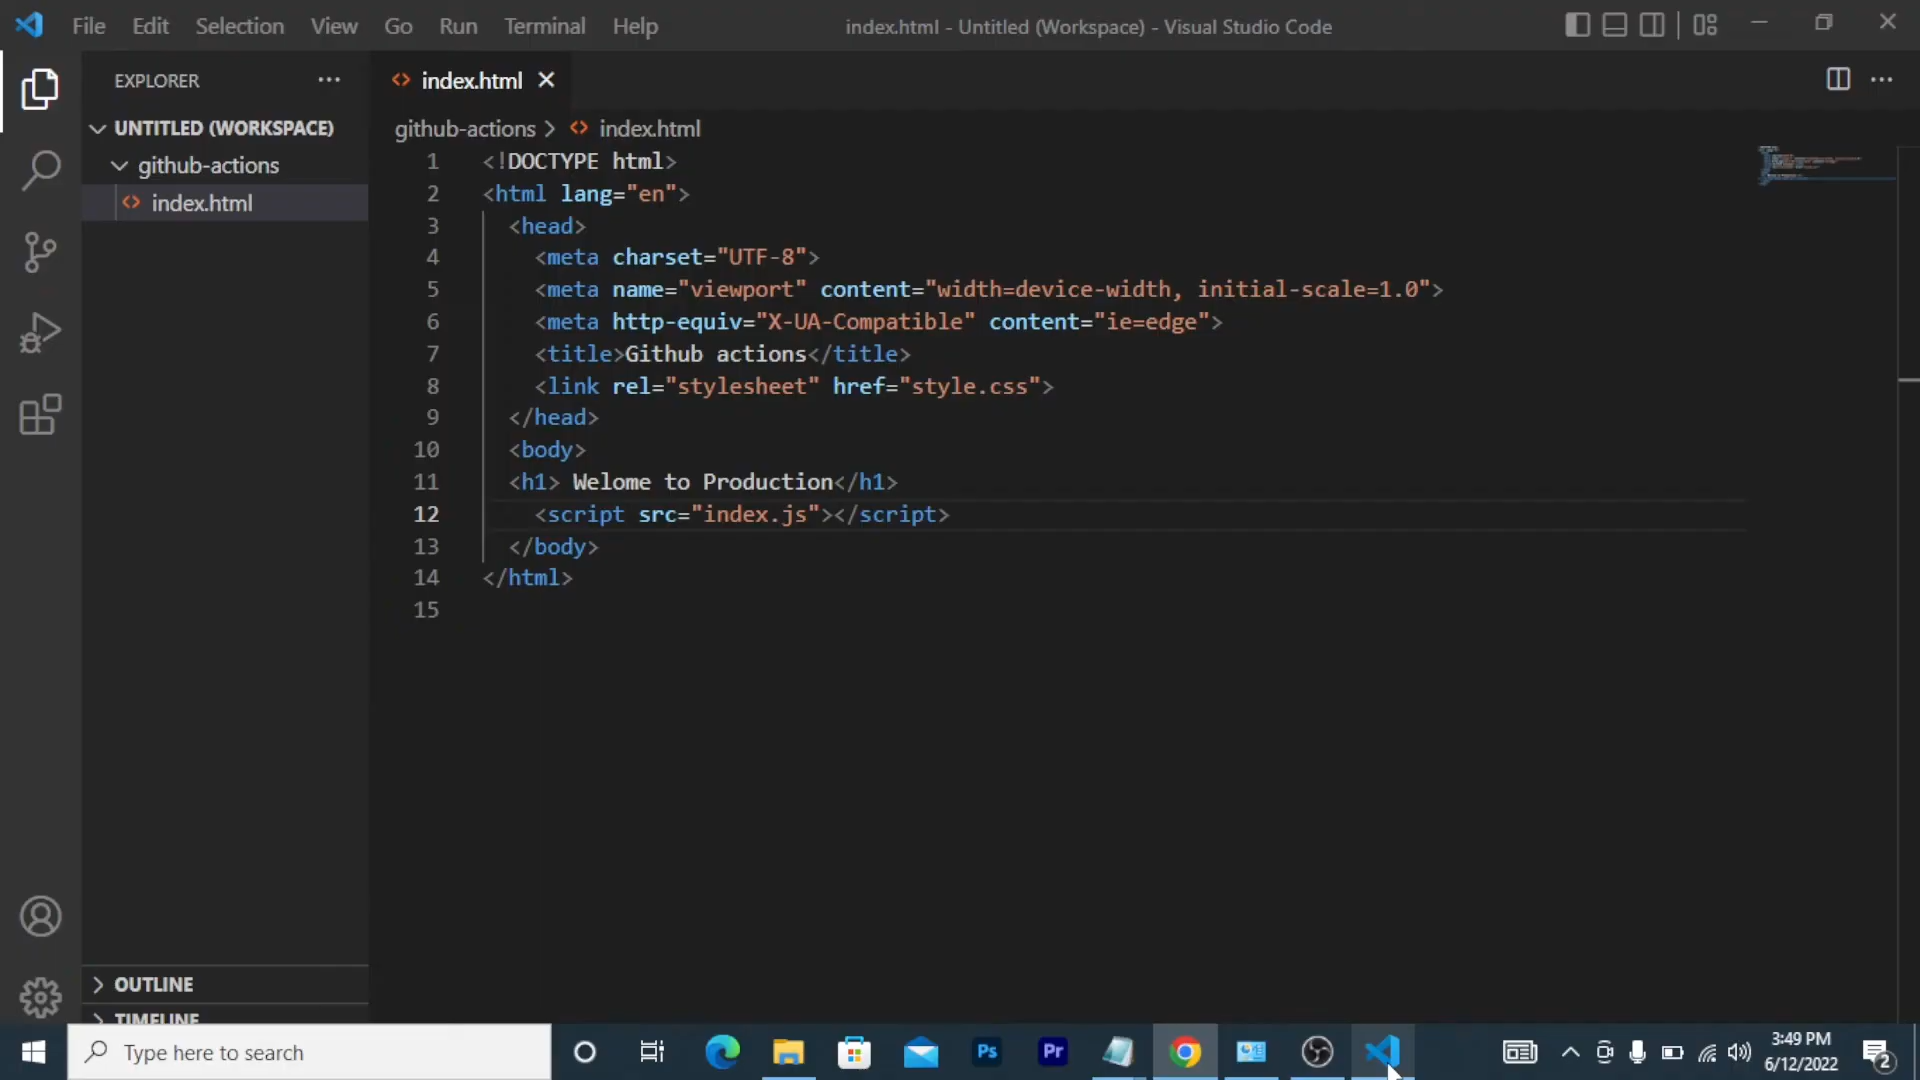 File Edit Selection View Go Run Terminal Help
index.html - Untitled (Workspace) - Visual Studio Code
EXPLORER
index.html
UNTITLED (WORKSPACE)
github-actions
index.html
github-actions > index.html
1 <!DOCTYPE html>
2 <html lang="en">
3 <head>
4 <meta charset="UTF-8">
5 <meta name="viewport" content="width=device-width, initial-scale=1.0">
6 <meta http-equiv="X-UA-Compatible" content="ie=edge">
7 <title>Github actions</title>
8 <link rel="stylesheet" href="style.css">
9 </head>
10 <body>
11 <h1> Welome to Production</h1>
12 <script src="index.js"></script>
13 </body>
14 </html>
15
OUTLINE
TIMELINE
Type here to search
Ps
Pr
3:49 PM
6/12/2022
2